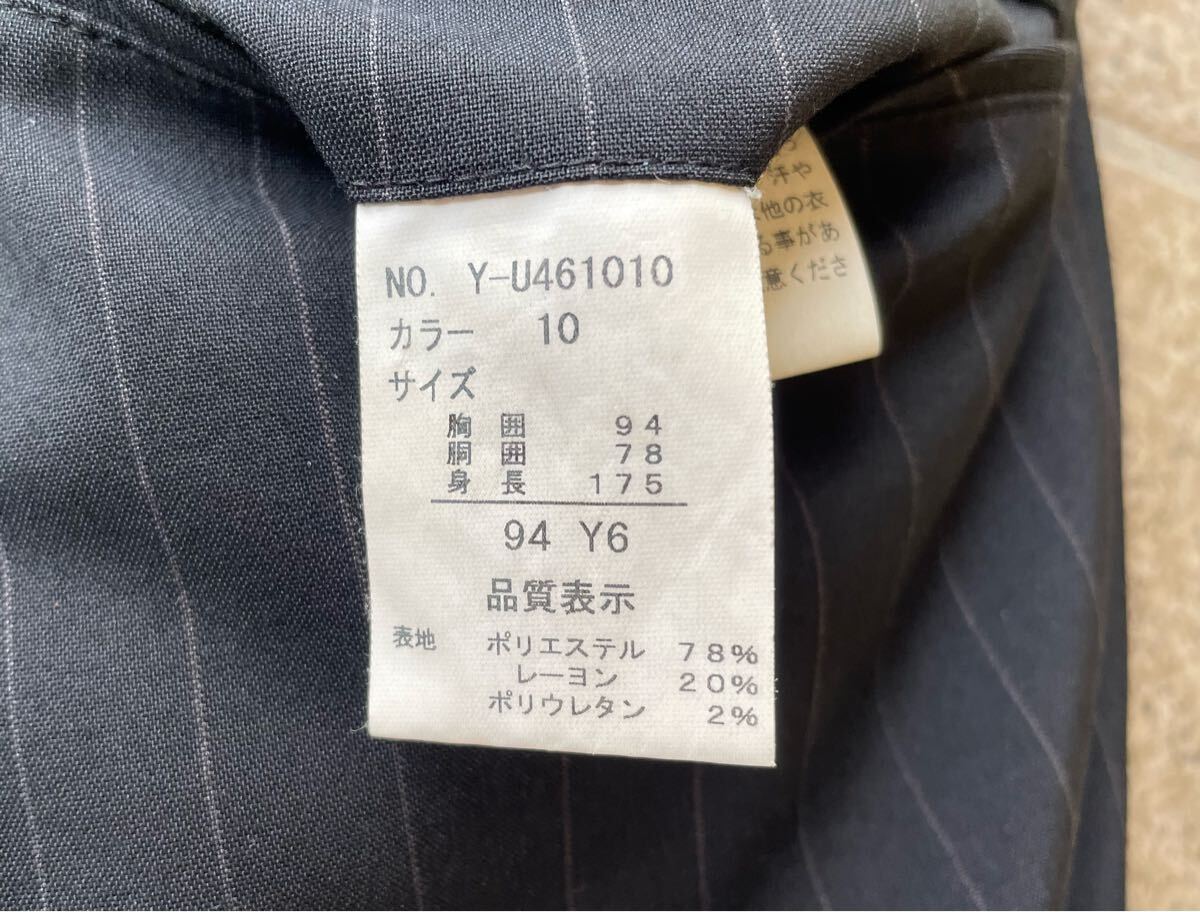 NO. Y-U461010
カラー 10
サイズ
胸 囲 94
胴 囲 78
身 長 175
94 Y6
品質表示
表地 ポリエステル 78%
レーヨン 20%
ポリウレタン 2%
汗や
他の衣
る事があ
意くださ